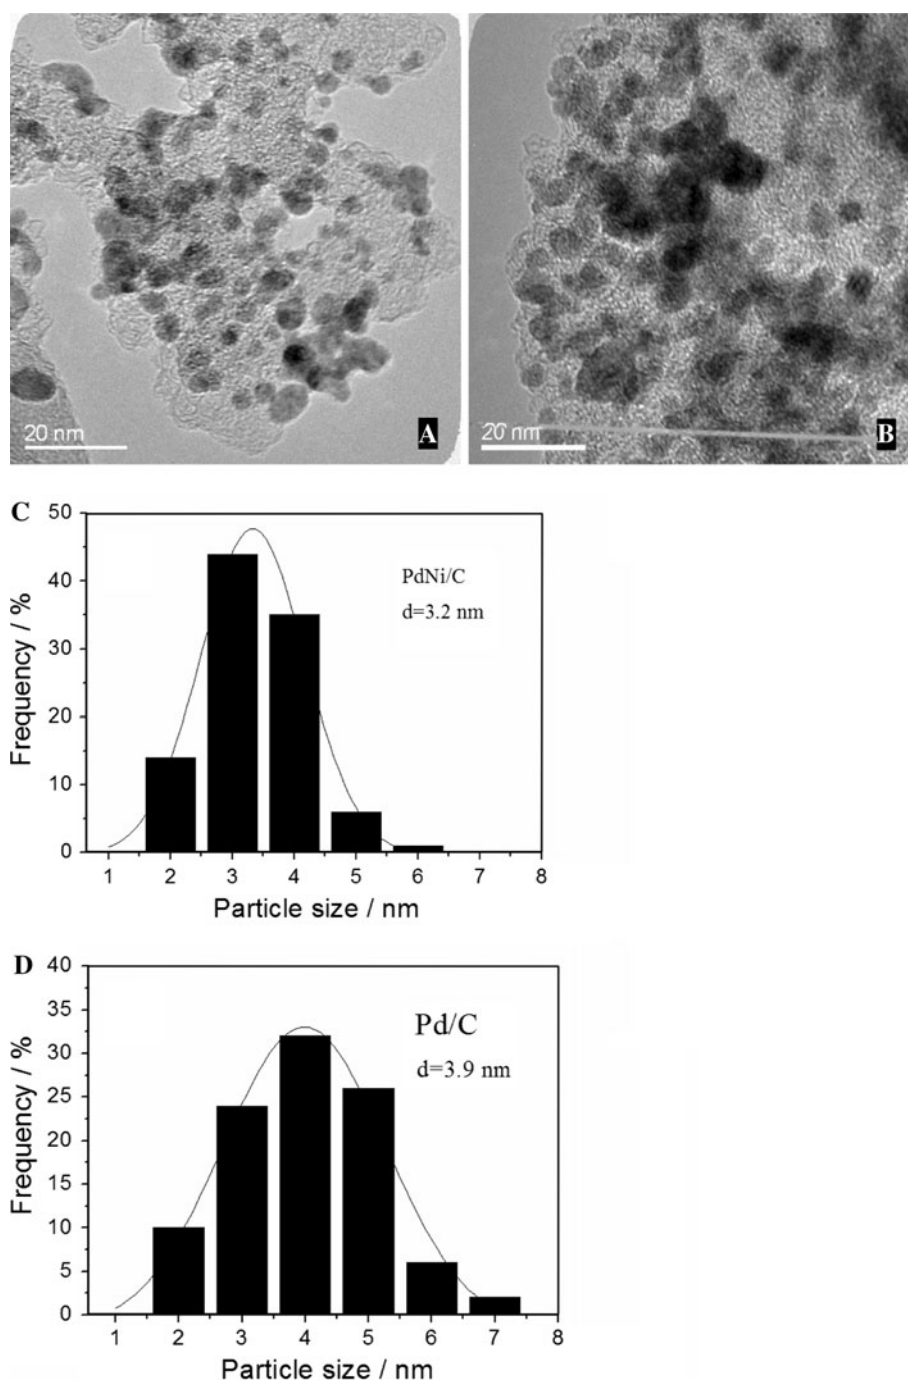 20 nm
A
20 nm
B
C
50
40
30
20
10
0
Frequency / %
PdNi/C
d=3.2 nm
1 2 3 4 5 6 7 8
Particle size / nm
D
40
35
30
25
20
15
10
5
0
Frequency / %
Pd/C
d=3.9 nm
1 2 3 4 5 6 7 8
Particle size / nm